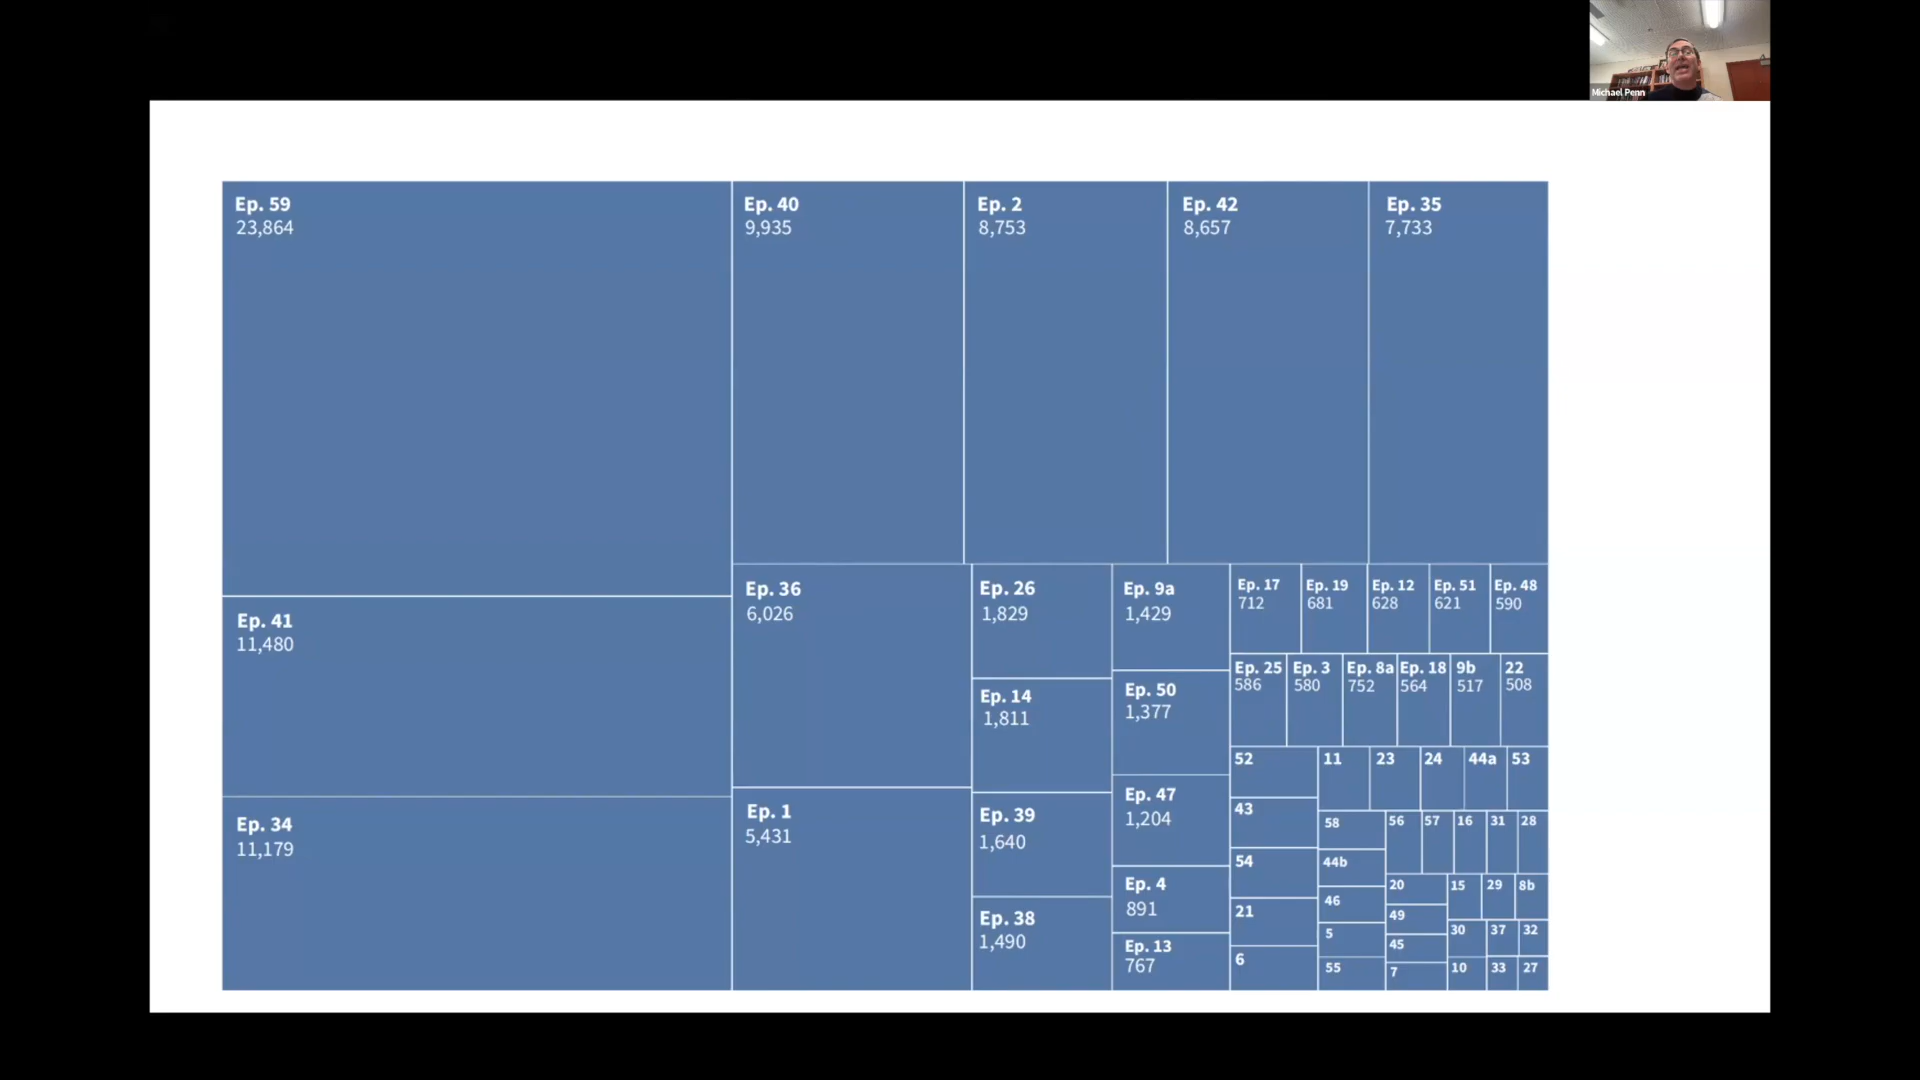 Michael Penn
Ep. 59
23,864
Ep. 40
9,935
Ep. 2
8,753
Ep. 42
8,657
Ep. 35
7,733
Ep. 41
11,480
Ep. 34
11,179
Ep. 36
6,026
Ep. 1
5,431
Ep. 26
1,829
Ep. 14
1,811
Ep. 39
1,640
Ep. 38
1,490
Ep. 9a
1,429
Ep. 50
1,377
Ep. 47
1,204
Ep. 4
891
Ep. 13
767
Ep. 17
712
Ep. 19
681
Ep. 12
628
Ep. 51
621
Ep. 48
590
Ep. 25
586
Ep. 3
580
Ep. 8a
752
Ep. 18
564
9b
517
22
508
52
43
54
21
6
11
23
24
44a
53
58
44b
46
5
55
56
57
16
31
28
20
49
45
7
15
29
8b
30
37
32
10
33
27